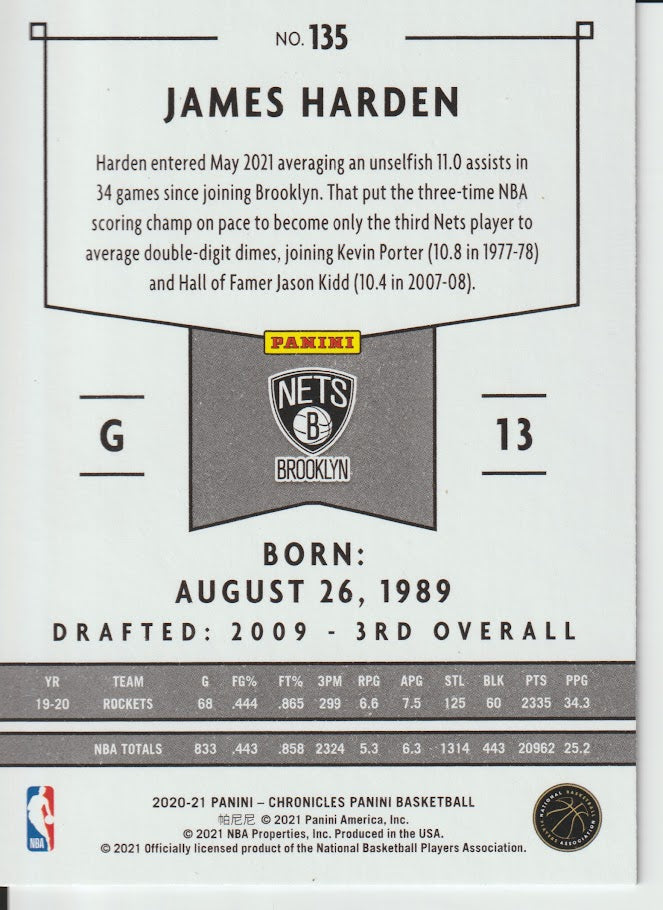 NO. 135
JAMES HARDEN
Harden entered May 2021 averaging an unselfish 11.0 assists in
34 games since joining Brooklyn. That put the three-time NBA
scoring champ on pace to become only the third Nets player to
average double-digit dimes, joining Kevin Porter (10.8 in 1977-78)
and Hall of Famer Jason Kidd (10.4 in 2007-08).
PANINI
NETS
B
BROOKLYN
G
13
BORN:
AUGUST 26, 1989
DRAFTED: 2009 - 3RD OVERALL
YR TEAM G FG% FT% 3PM RPG APG STL BLK PTS PPG
19-20 ROCKETS 68 .444 .865 299 6.6 7.5 125 60 2335 34.3
NBA TOTALS 833 .443 .858 2324 5.3 6.3 1314 443 20962 25.2
2020-21 PANINI – CHRONICLES PANINI BASKETBALL
帕尼尼 © 2021 Panini America, Inc.
© 2021 NBA Properties, Inc. Produced in the USA.
© 2021 Officially licensed product of the National Basketball Players Association.
NBA
NATIONAL BASKETBALL
PLAYERS ASSOCIATION